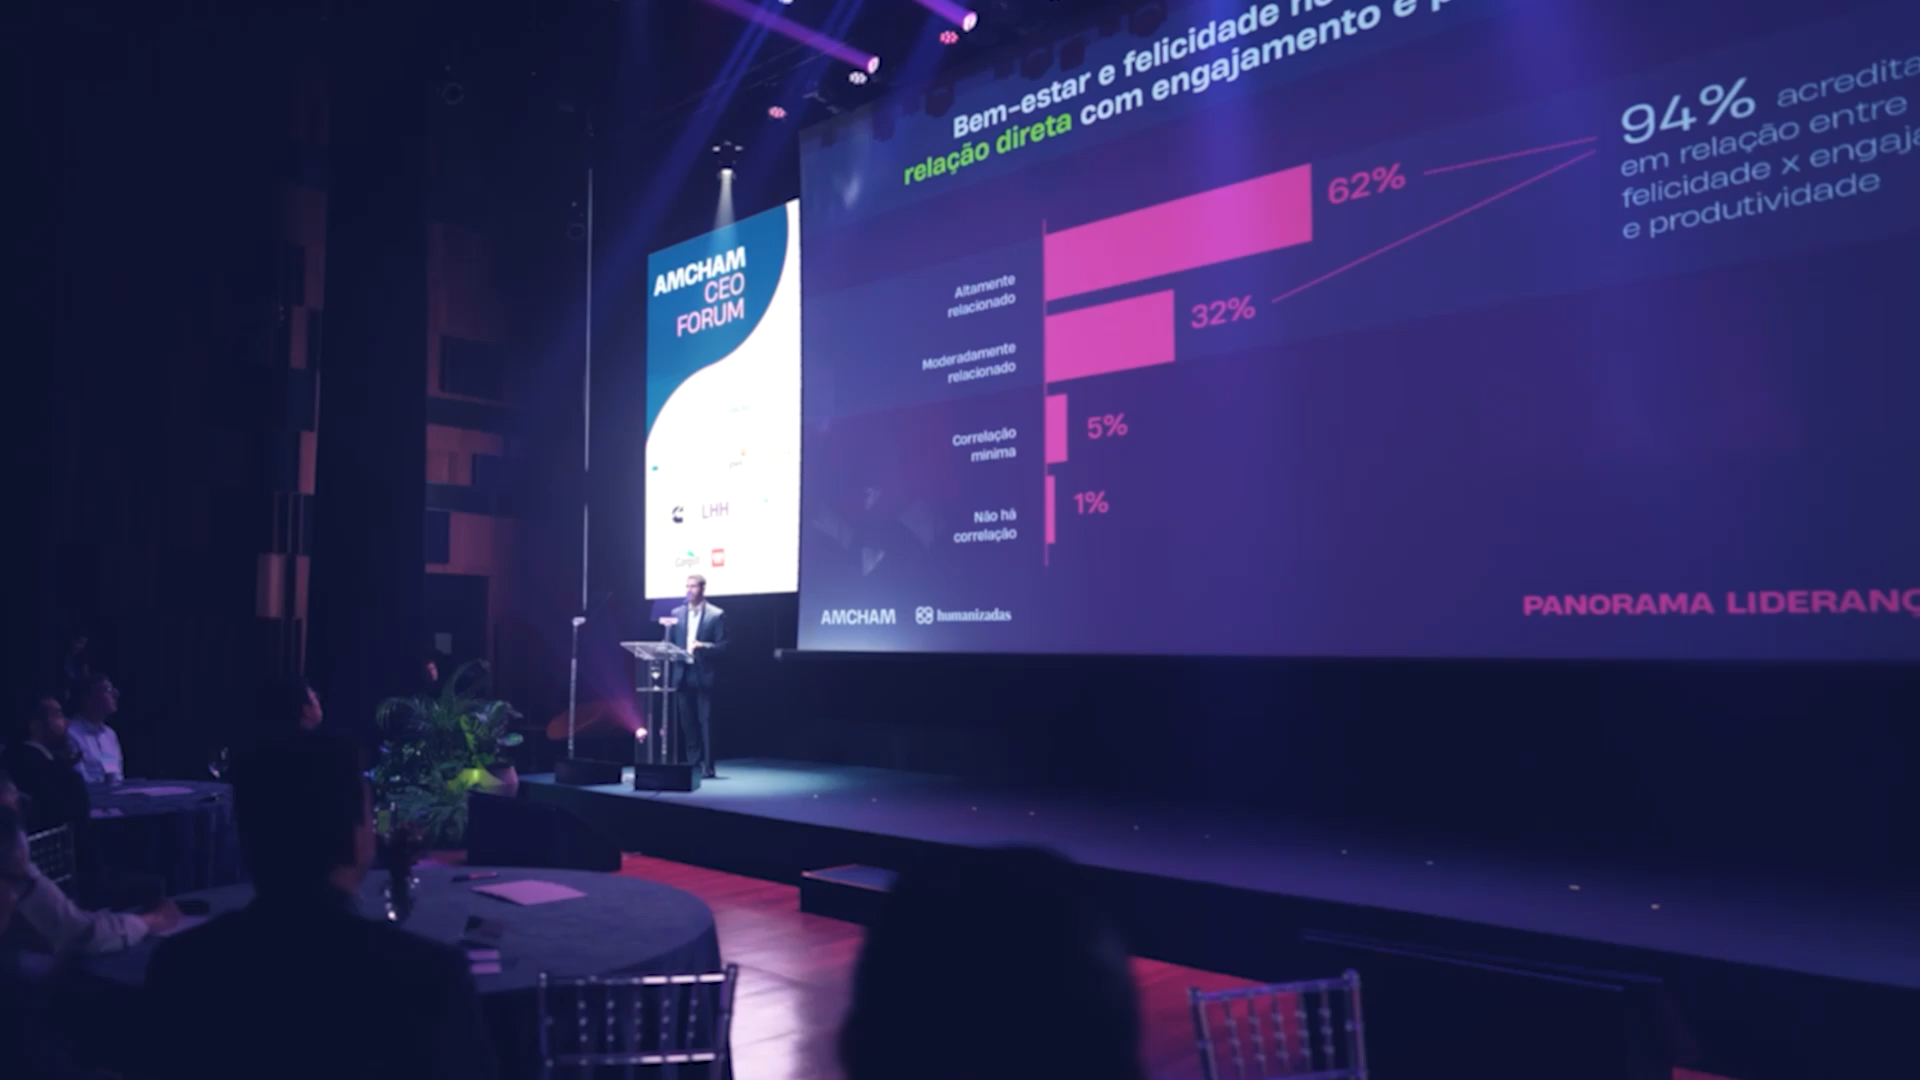 Bem-estar e felicidade
relação direta com engajamento e
94% acredita
em relação entre
felicidade x engaja
e produtividade
62%
Altamente
relacionado
32%
Moderadamente
relacionado
5%
Correlação
mínima
1%
Não há
correlação
AMCHAM
humanizadas
PANORAMA LIDERANÇ
AMCHAM
CEO
FORUM
LHH
Cargill